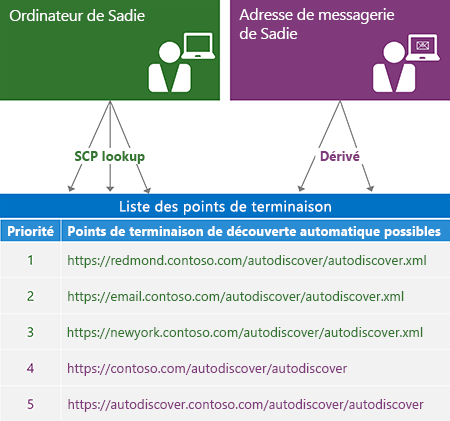 Ordinateur de Sadie
Adresse de messagerie
de Sadie
SCP lookup
Dérivé
Liste des points de terminaison
Priorité Points de terminaison de découverte automatique possibles
1 https://redmond.contoso.com/autodiscover/autodiscover.xml
2 https://email.contoso.com/autodiscover/autodiscover.xml
3 https://newyork.contoso.com/autodiscover/autodiscover.xml
4 https://contoso.com/autodiscover/autodiscover
5 https://autodiscover.contoso.com/autodiscover/autodiscover